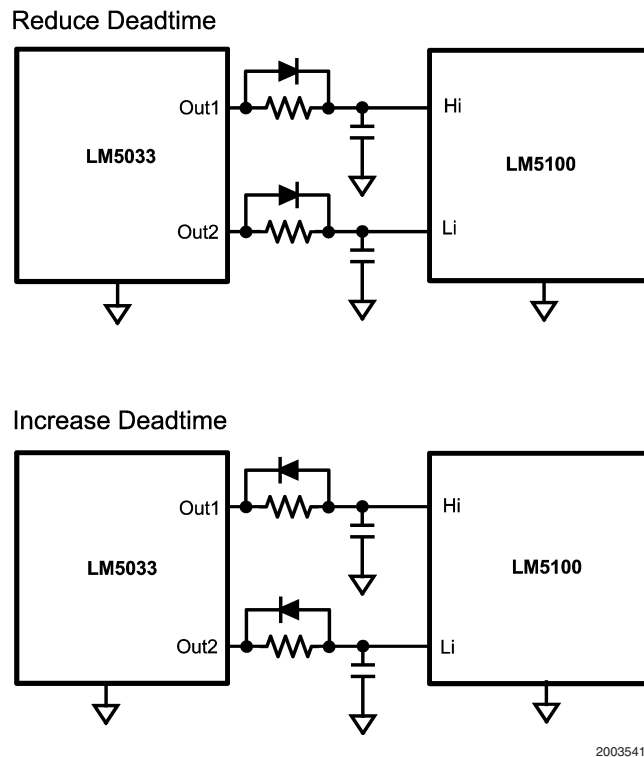 Reduce Deadtime
Out1
Hi
LM5033
LM5100
Out2
Li
Increase Deadtime
Out1
Hi
LM5033
LM5100
Out2
Li
2003541